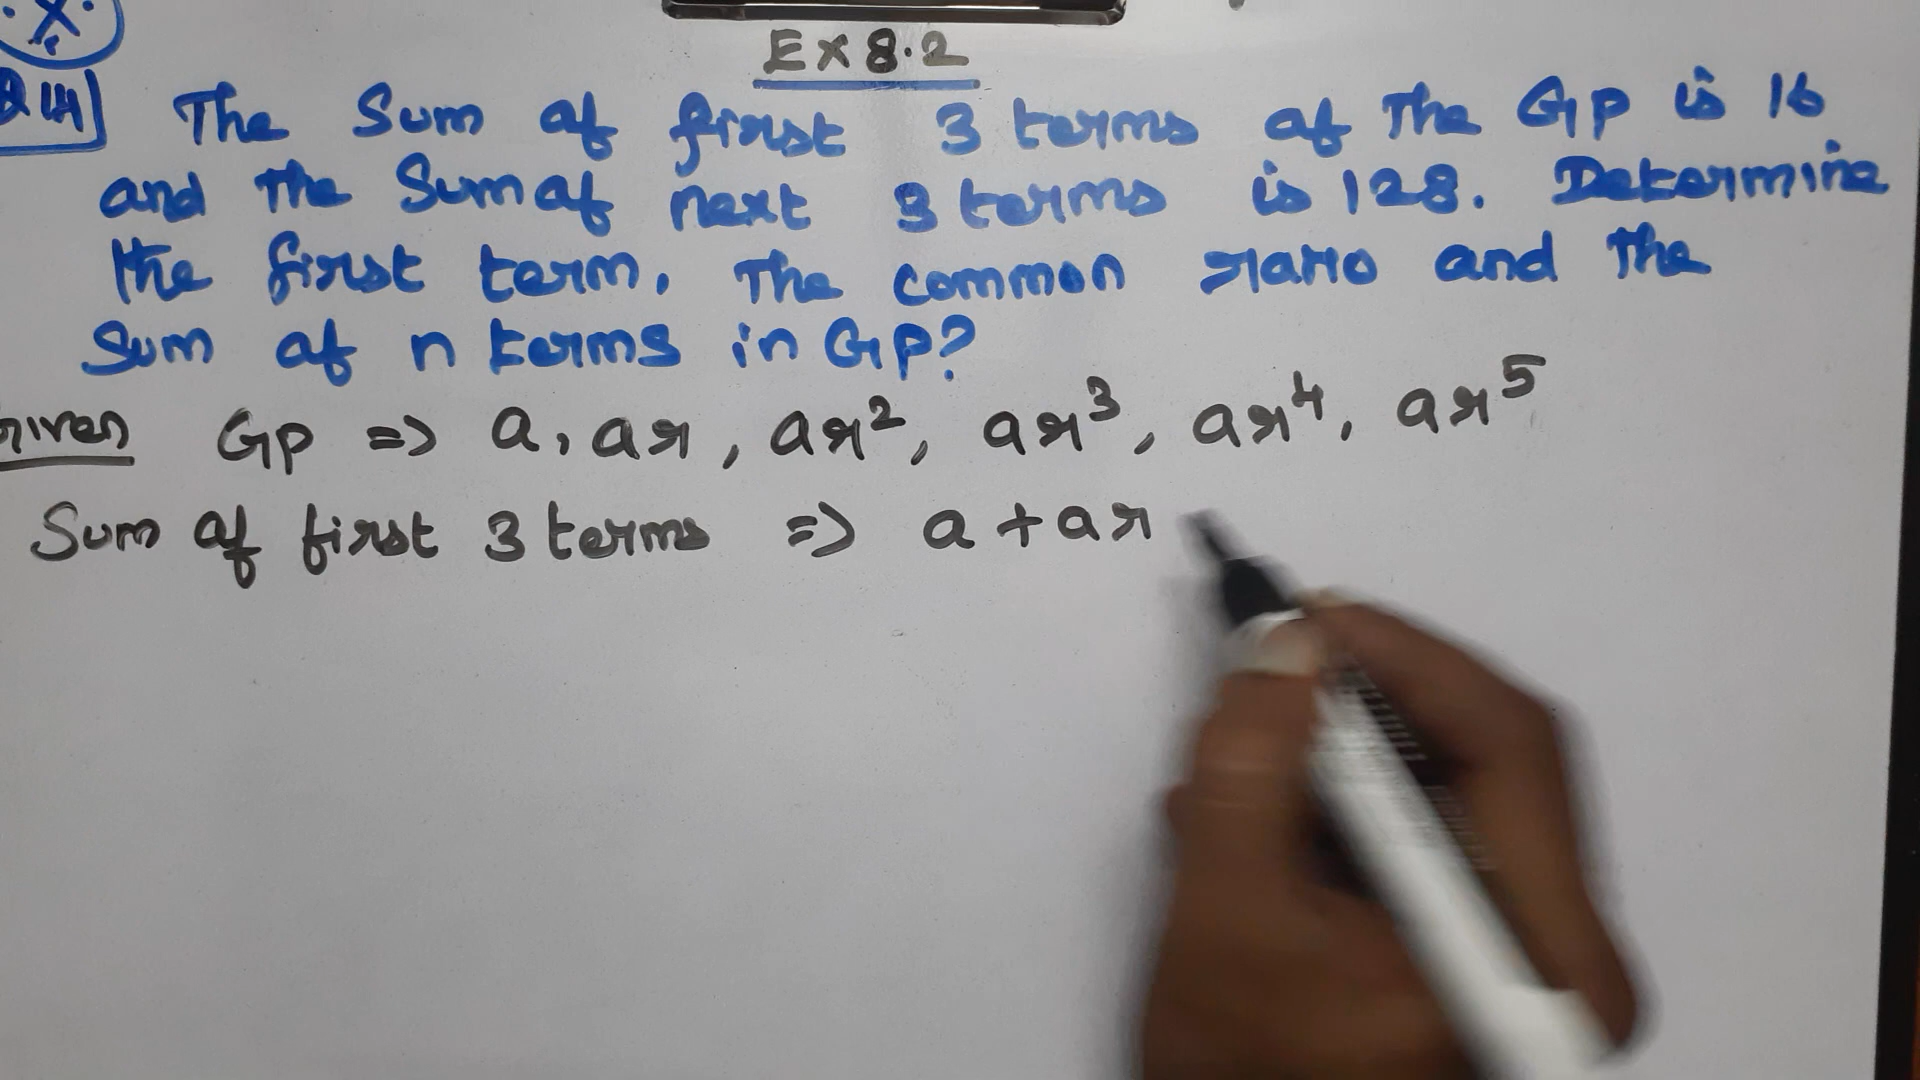 Ex 8.2
Q 14] The Sum of first 3 terms of The GP is 16
and The Sum of next 3 terms is 128. Determine
the first term, The common ratio and The
Sum of n terms in GP?
Given GP => a, ar, ar², ar³, ar⁴, ar⁵
Sum of first 3 terms => a + ar